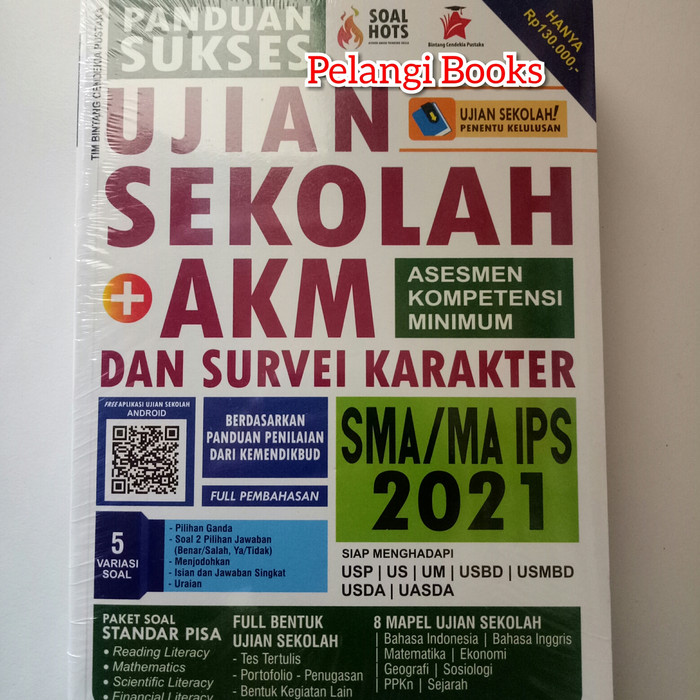 PANDUAN
SUKSES
SOAL
HOTS
Bintang Cendekia Pustaka
HANYA
Rp130.000,-
Pelangi Books
TIM BINTANG CENDEKIA PUSTAKA
UJIAN
SEKOLAH
UJIAN SEKOLAH!
PENENTU KELULUSAN
+ AKM
ASESMEN
KOMPETENSI
MINIMUM
DAN SURVEI KARAKTER
FREE APLIKASI UJIAN SEKOLAH
ANDROID
BERDASARKAN
PANDUAN PENILAIAN
DARI KEMENDIKBUD
FULL PEMBAHASAN
SMA/MA IPS
2021
5
VARIASI
SOAL
- Pilihan Ganda
- Soal 2 Pilihan Jawaban
(Benar/Salah, Ya/Tidak)
- Menjodohkan
- Isian dan Jawaban Singkat
- Uraian
SIAP MENGHADAPI
USP | US | UM | USBD | USMBD
USDA | UASDA
PAKET SOAL
STANDAR PISA
• Reading Literacy
• Mathematics
• Scientific Literacy
• Financial Literacy
FULL BENTUK
UJIAN SEKOLAH
- Tes Tertulis
- Portofolio - Penugasan
- Bentuk Kegiatan Lain
8 MAPEL UJIAN SEKOLAH
| Bahasa Indonesia | Bahasa Inggris
| Matematika | Ekonomi
| Geografi | Sosiologi
| PPKn | Sejarah